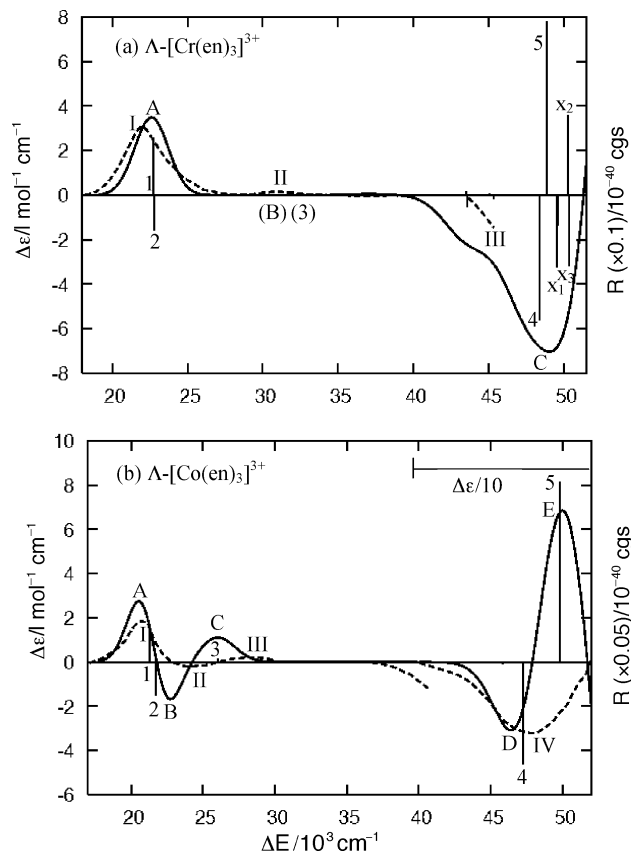 8
6
4
2
0
-2
-4
-6
-8
Δε/l mol⁻¹ cm⁻¹
(a) Λ-[Cr(en)₃]³⁺
I
A
1
2
II
(B) (3)
III
5
x₂
x₁
x₃
4
C
R (×0.1)/10⁻⁴⁰ cgs
20 25 30 35 40 45 50
10
8
6
4
2
0
-2
-4
-6
Δε/l mol⁻¹ cm⁻¹
(b) Λ-[Co(en)₃]³⁺
Δε/10
5
E
A
I
1
2
B
II
C
3
III
D
IV
4
R (×0.05)/10⁻⁴⁰ cgs
20 25 30 35 40 45 50
ΔE /10³ cm⁻¹